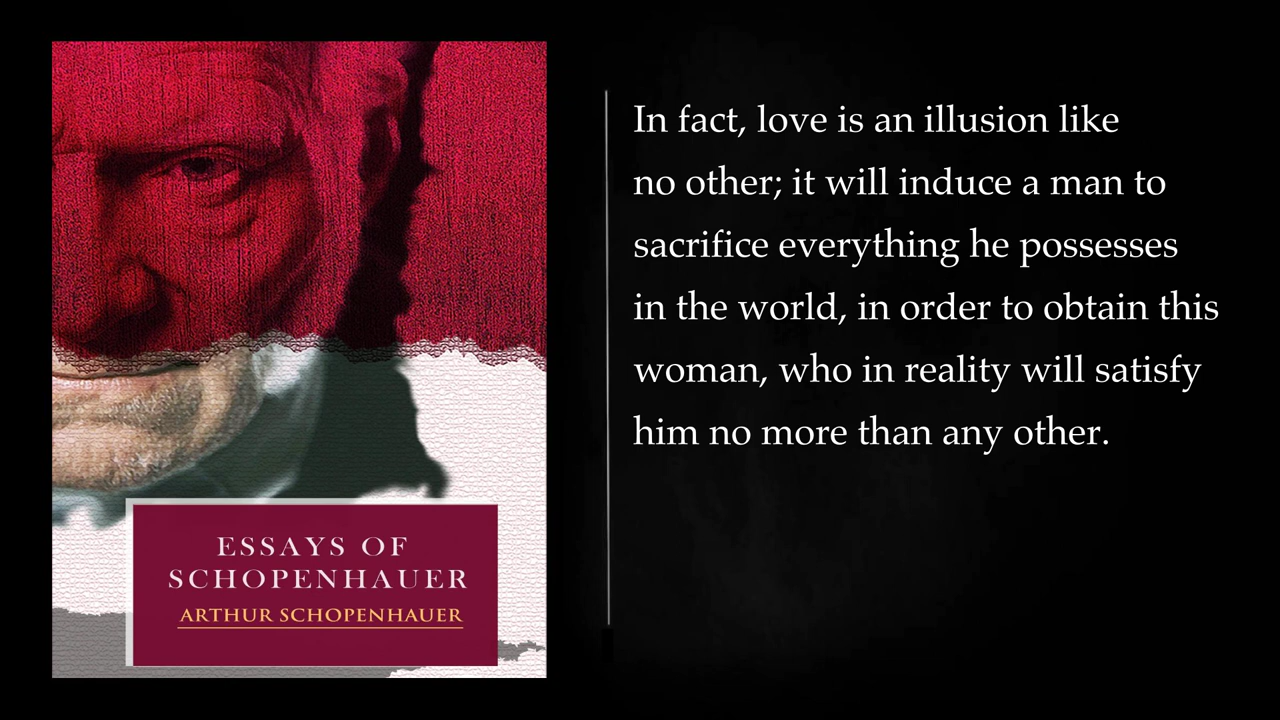 ESSAYS OF
SCHOPENHAUER
ARTHUR SCHOPENHAUER
In fact, love is an illusion like
no other; it will induce a man to
sacrifice everything he possesses
in the world, in order to obtain this
woman, who in reality will satisfy
him no more than any other.